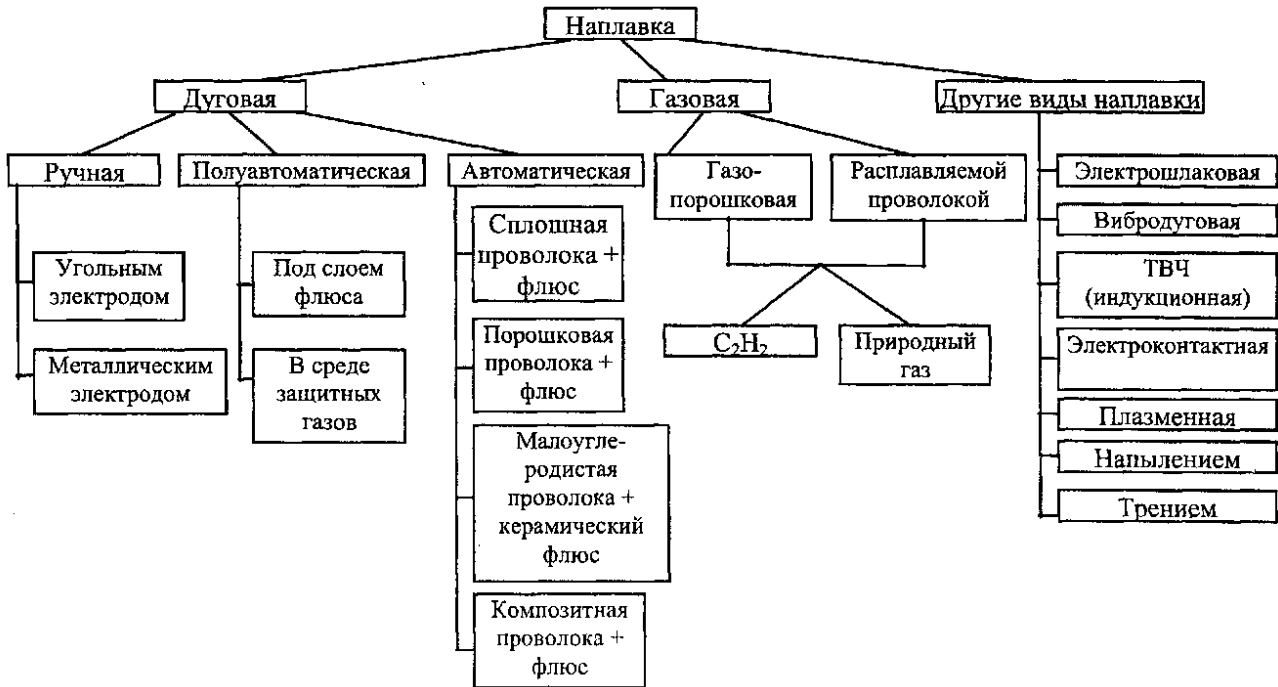 Наплавка
Дуговая
Газовая
Другие виды наплавки
Ручная
Полуавтоматическая
Автоматическая
Газо-
порошковая
Расплавляемой
проволокой
Угольным
электродом
Металлическим
электродом
Под слоем
флюса
В среде
защитных
газов
Сплошная
проволока +
флюс
Порошковая
проволока +
флюс
Малоугле-
родистая
проволока +
керамический
флюс
Композитная
проволока +
флюс
C₂H₂
Природный
газ
Электрошлаковая
Вибродуговая
ТВЧ
(индукционная)
Электроконтактная
Плазменная
Напылением
Трением